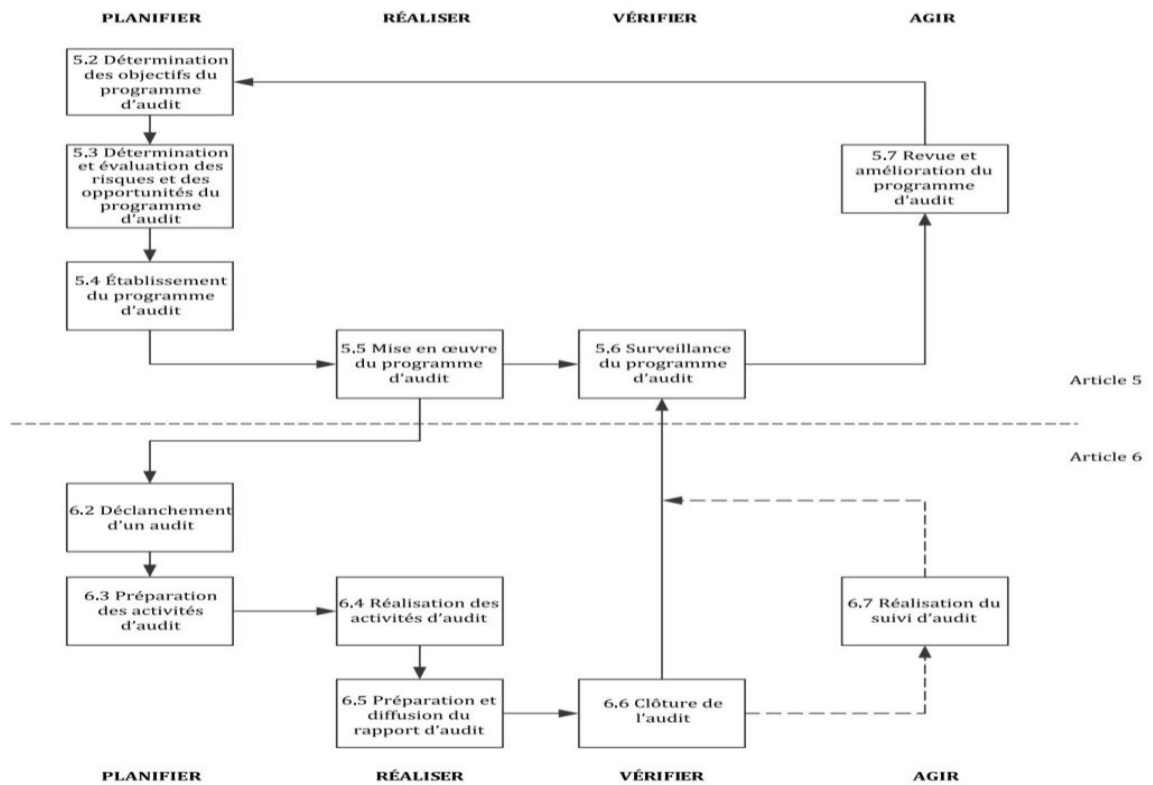 PLANIFIER
RÉALISER
VÉRIFIER
AGIR
5.2 Détermination
des objectifs du
programme
d'audit
5.3 Détermination
et évaluation des
risques et des
opportunités du
programme
d'audit
5.4 Établissement
du programme
d'audit
5.5 Mise en œuvre
du programme
d'audit
5.6 Surveillance
du programme
d'audit
5.7 Revue et
amélioration du
programme
d'audit
Article 5
Article 6
6.2 Déclanchement
d'un audit
6.3 Préparation
des activités
d'audit
6.4 Réalisation des
activités d'audit
6.5 Préparation et
diffusion du
rapport d'audit
6.6 Clôture de
l'audit
6.7 Réalisation du
suivi d'audit
PLANIFIER
RÉALISER
VÉRIFIER
AGIR